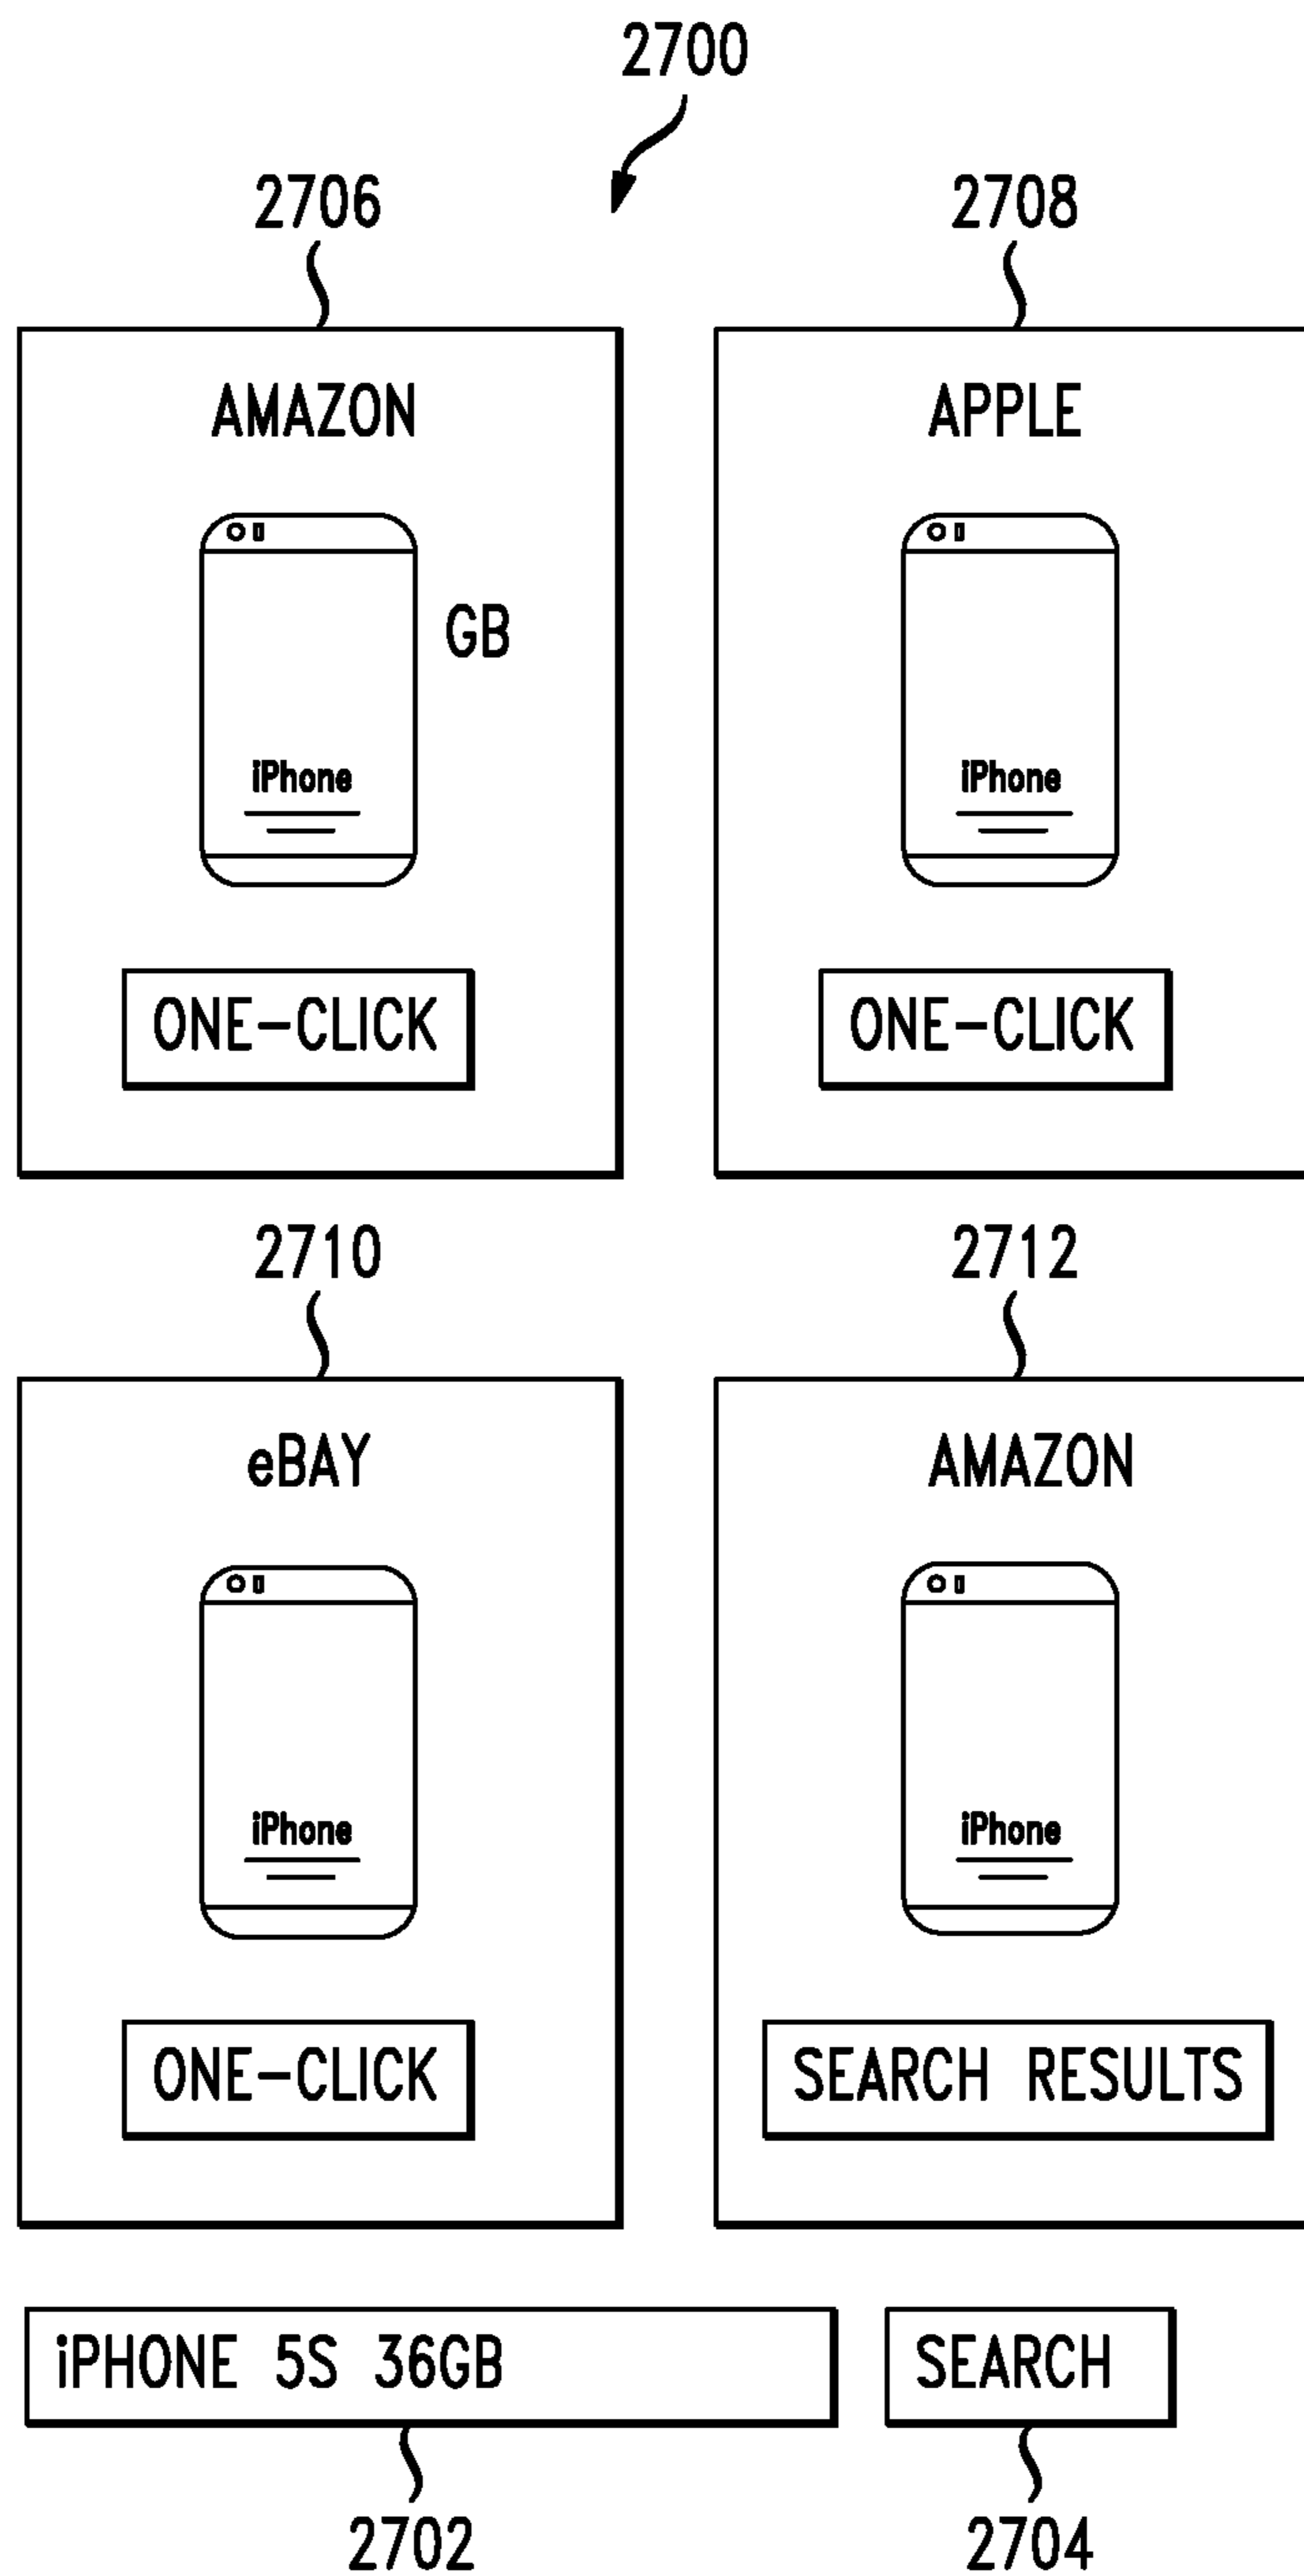 2700
2706 2708
AMAZON APPLE
GB
iPhone iPhone
ONE-CLICK ONE-CLICK
2710 2712
eBAY AMAZON
iPhone iPhone
ONE-CLICK SEARCH RESULTS
iPHONE 5S 36GB SEARCH
2702 2704